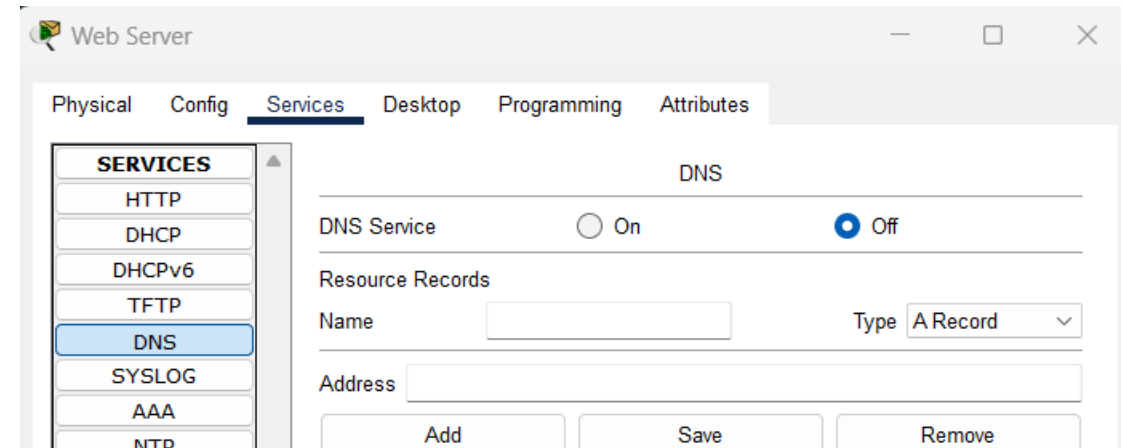 Web Server
Physical Config Services Desktop Programming Attributes
SERVICES
HTTP
DHCP
DHCPv6
TFTP
DNS
SYSLOG
AAA
NTP
DNS
DNS Service On Off
Resource Records
Name Type A Record
Address
Add Save Remove